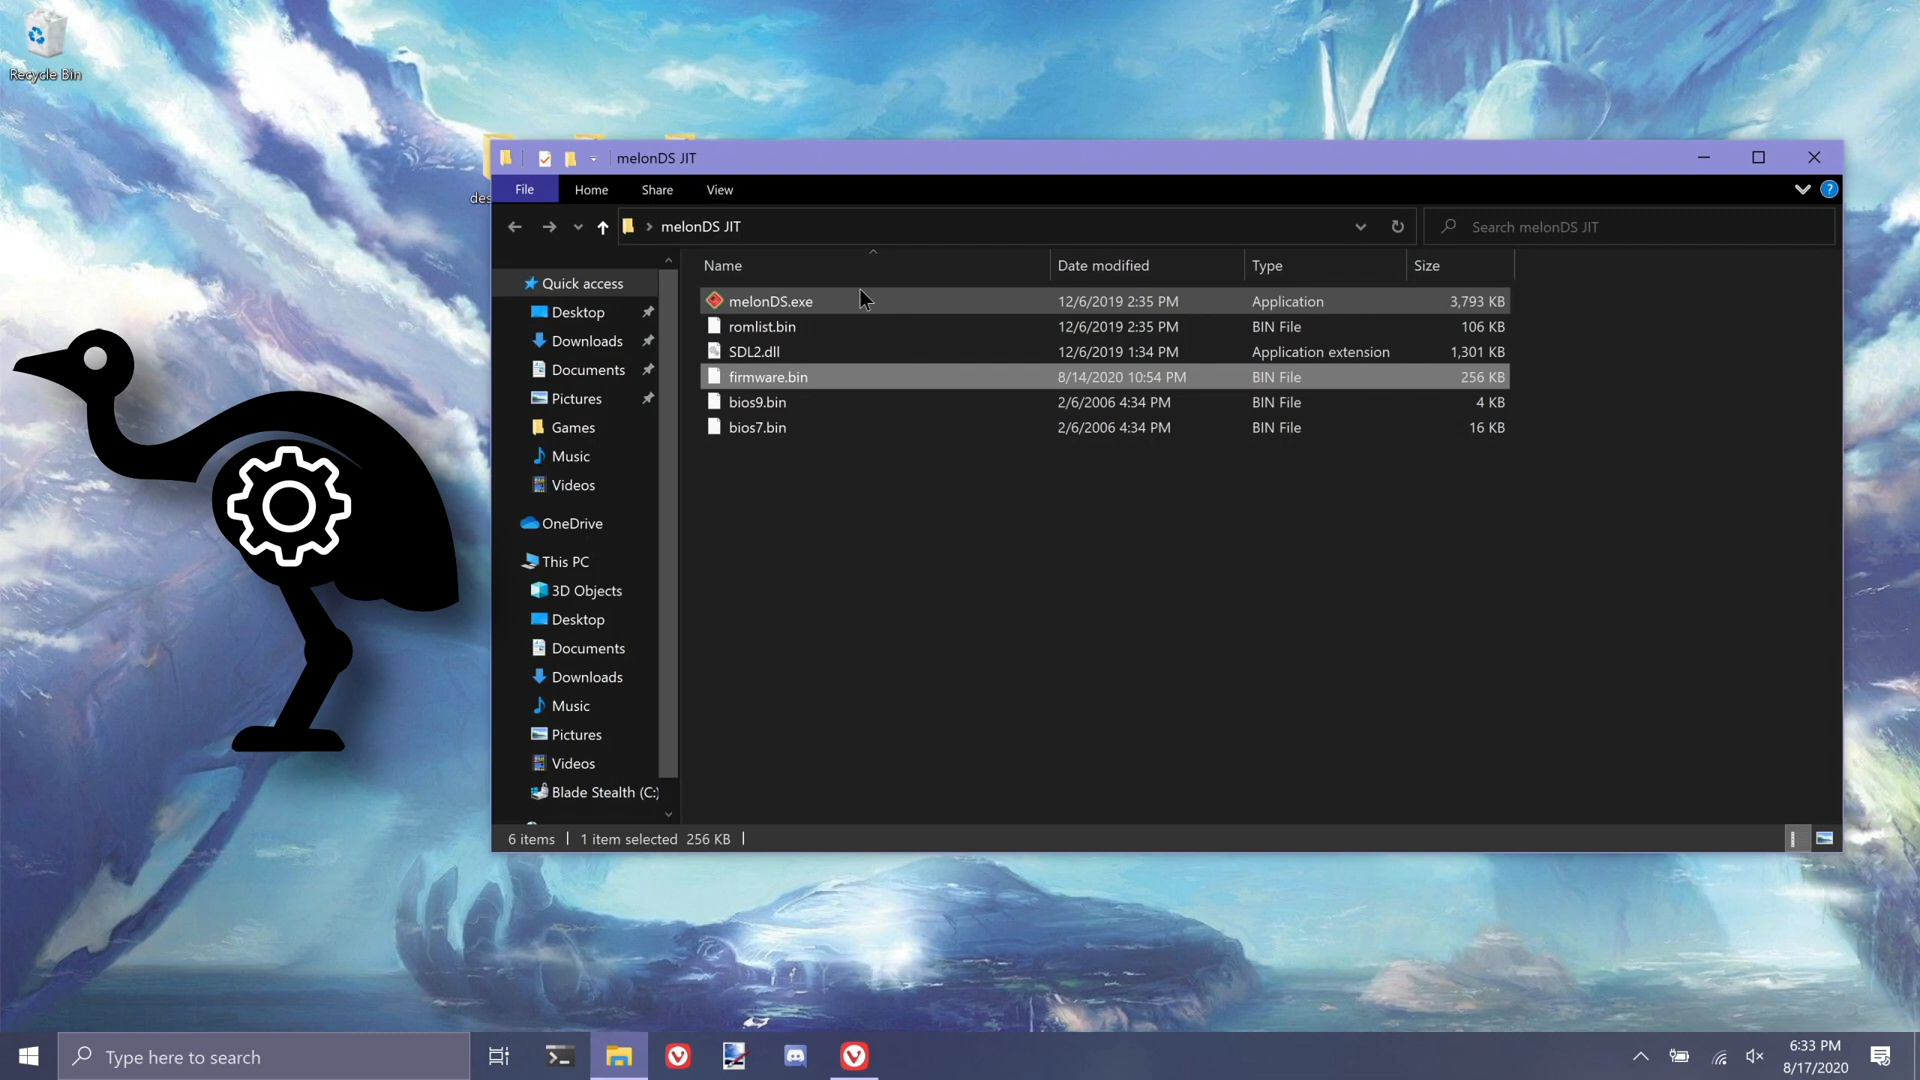 Recycle Bin
des
melonDS JIT
File Home Share View
melonDS JIT
Search melonDS JIT
Name Date modified Type Size
melonDS.exe 12/6/2019 2:35 PM Application 3,793 KB
romlist.bin 12/6/2019 2:35 PM BIN File 106 KB
SDL2.dll 12/6/2019 1:34 PM Application extension 1,301 KB
firmware.bin 8/14/2020 10:54 PM BIN File 256 KB
bios9.bin 2/6/2006 4:34 PM BIN File 4 KB
bios7.bin 2/6/2006 4:34 PM BIN File 16 KB
Quick access
Desktop
Downloads
Documents
Pictures
Games
Music
Videos
OneDrive
This PC
3D Objects
Desktop
Documents
Downloads
Music
Pictures
Videos
Blade Stealth (C:)
6 items 1 item selected 256 KB
Type here to search
6:33 PM
8/17/2020